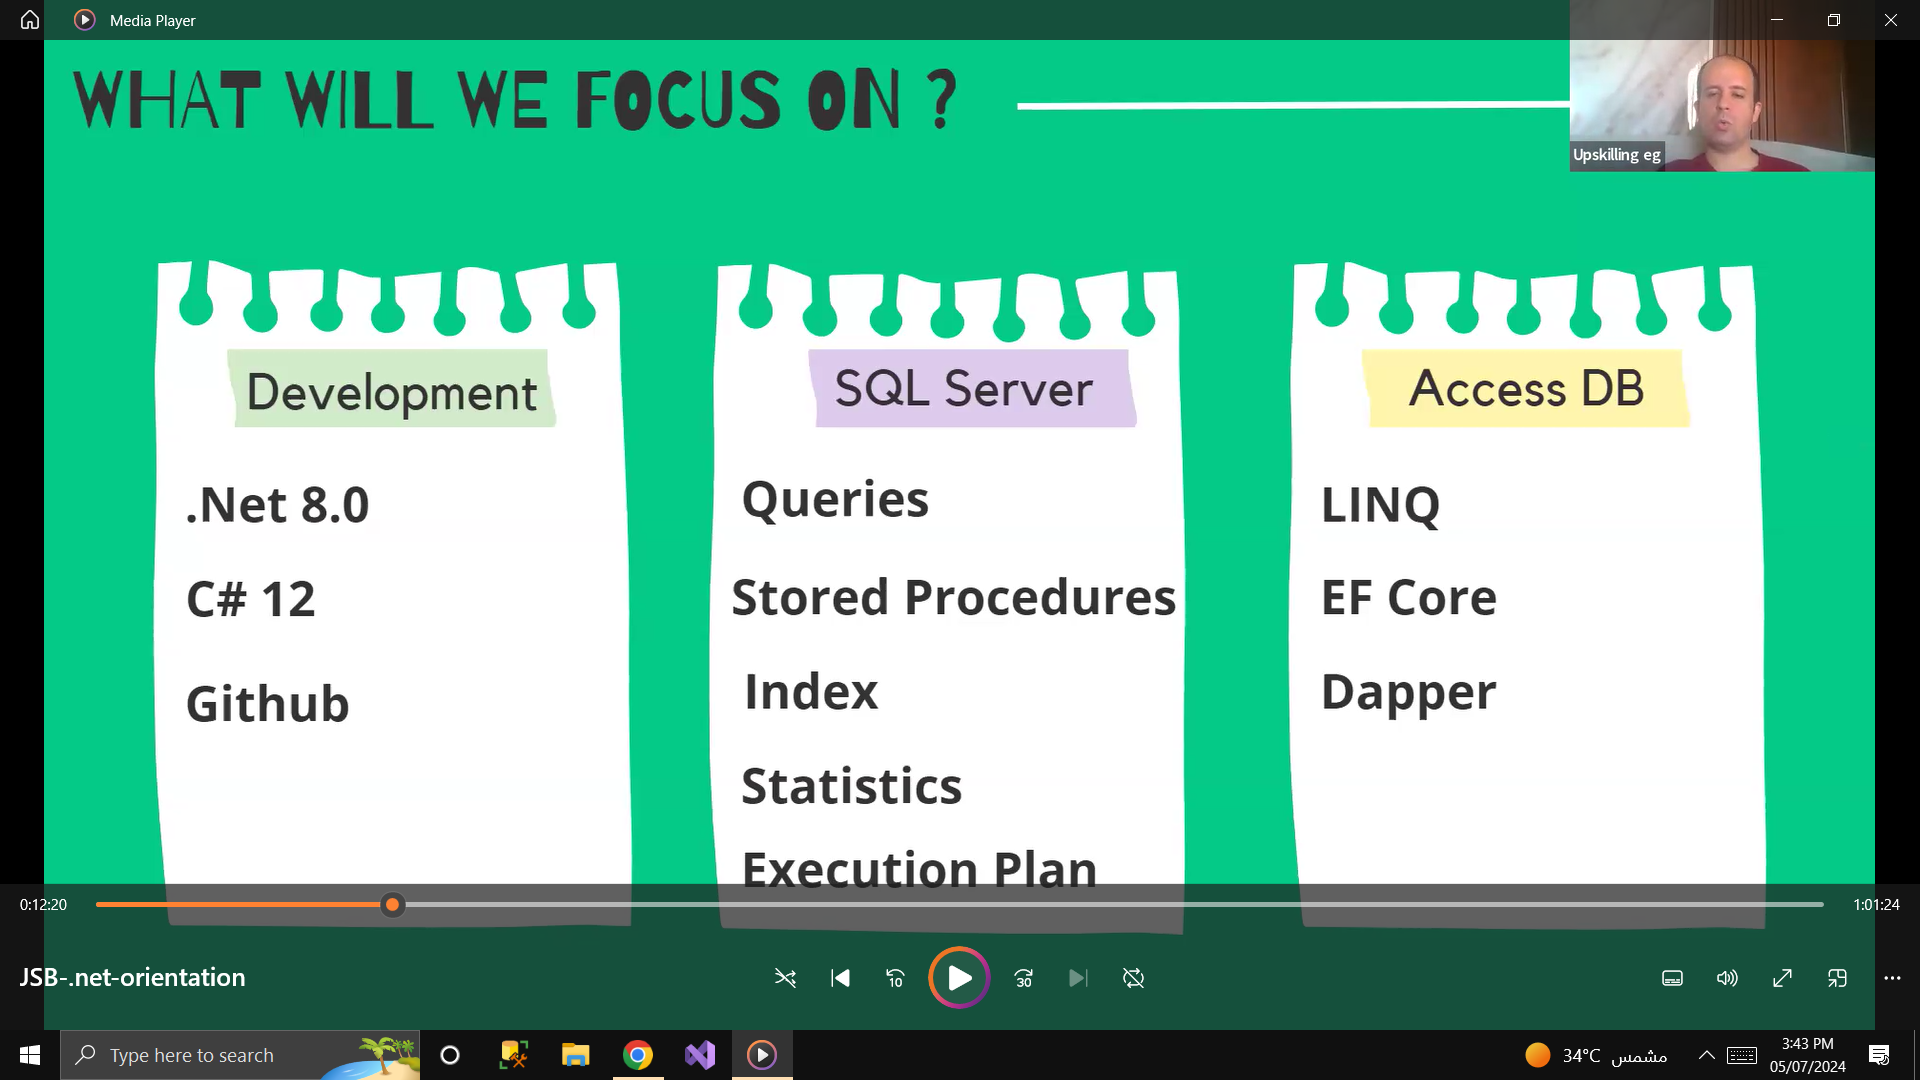 Media Player
WHAT WILL WE FOCUS ON ?
Upskilling eg
Development
.Net 8.0
C# 12
Github
SQL Server
Queries
Stored Procedures
Index
Statistics
Execution Plan
Access DB
LINQ
EF Core
Dapper
0:12:20
1:01:24
JSB-.net-orientation
10
30
Type here to search
34°C مشمس
3:43 PM
05/07/2024